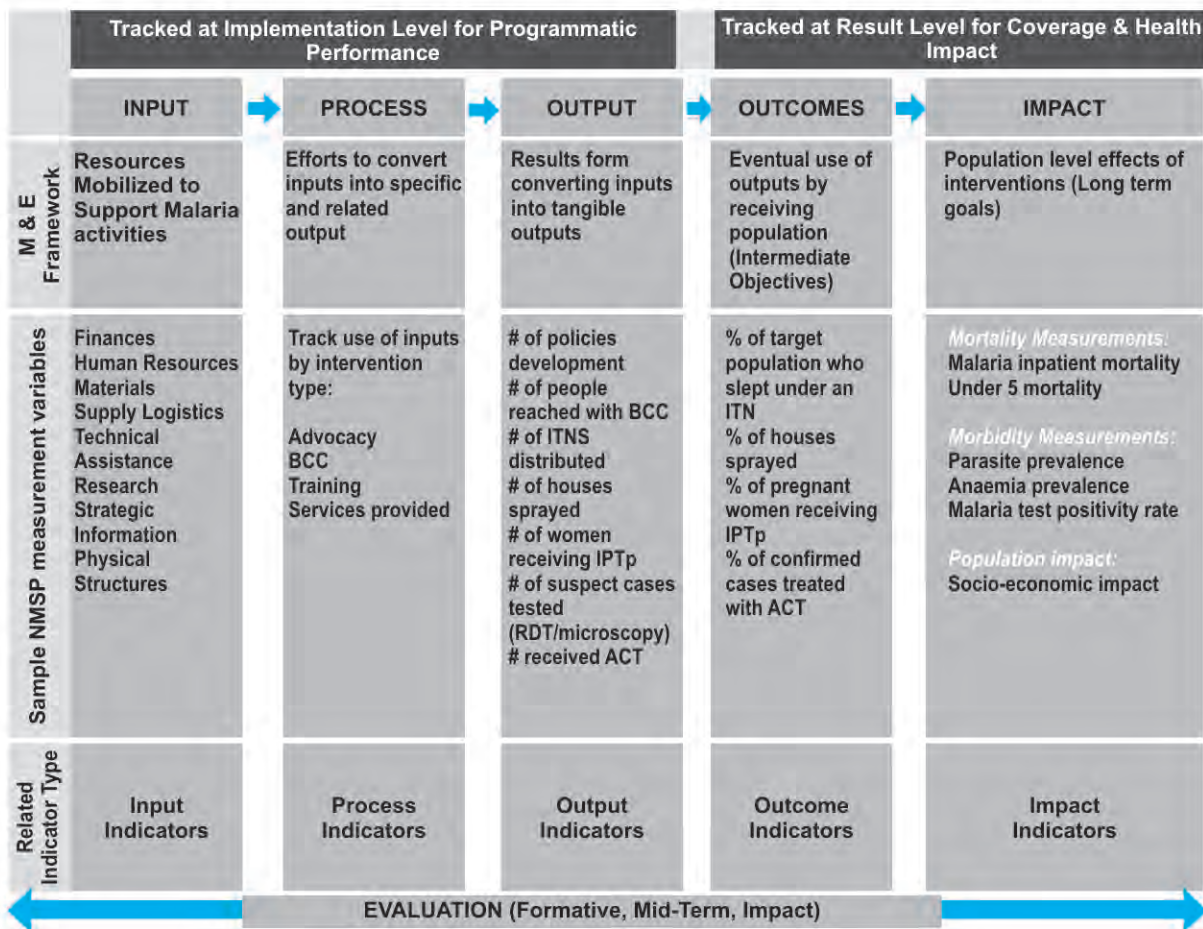 Tracked at Implementation Level for Programmatic
Performance
Tracked at Result Level for Coverage & Health
Impact
INPUT
PROCESS
OUTPUT
OUTCOMES
IMPACT
M & E
Framework
Resources
Mobilized to
Support Malaria
activities
Efforts to convert
inputs into specific
and related
output
Results form
converting inputs
into tangible
outputs
Eventual use of
outputs by
receiving
population
(Intermediate
Objectives)
Population level effects of
interventions (Long term
goals)
Sample NMSP measurement variables
Finances
Human Resources
Materials
Supply Logistics
Technical
Assistance
Research
Strategic
Information
Physical
Structures
Track use of inputs
by intervention
type:
Advocacy
BCC
Training
Services provided
# of policies
development
# of people
reached with BCC
# of ITNS
distributed
# of houses
sprayed
# of women
receiving IPTp
# of suspect cases
tested
(RDT/microscopy)
# received ACT
% of target
population who
slept under an
ITN
% of houses
sprayed
% of pregnant
women receiving
IPTp
% of confirmed
cases treated
with ACT
Mortality Measurements:
Malaria inpatient mortality
Under 5 mortality
Morbidity Measurements:
Parasite prevalence
Anaemia prevalence
Malaria test positivity rate
Population impact:
Socio-economic impact
Related
Indicator Type
Input
Indicators
Process
Indicators
Output
Indicators
Outcome
Indicators
Impact
Indicators
EVALUATION (Formative, Mid-Term, Impact)